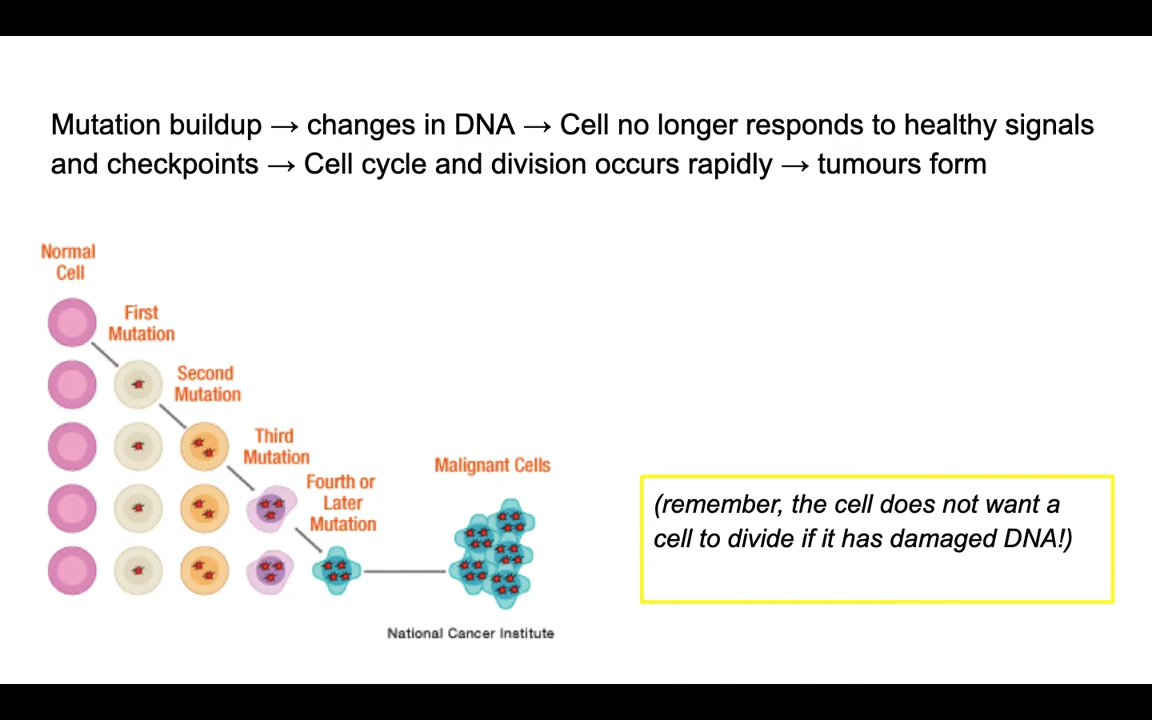 Mutation buildup → changes in DNA → Cell no longer responds to healthy signals
and checkpoints → Cell cycle and division occurs rapidly → tumours form
Normal
Cell
First
Mutation
Second
Mutation
Third
Mutation
Fourth or
Later
Mutation
Malignant Cells
(remember, the cell does not want a
cell to divide if it has damaged DNA!)
National Cancer Institute